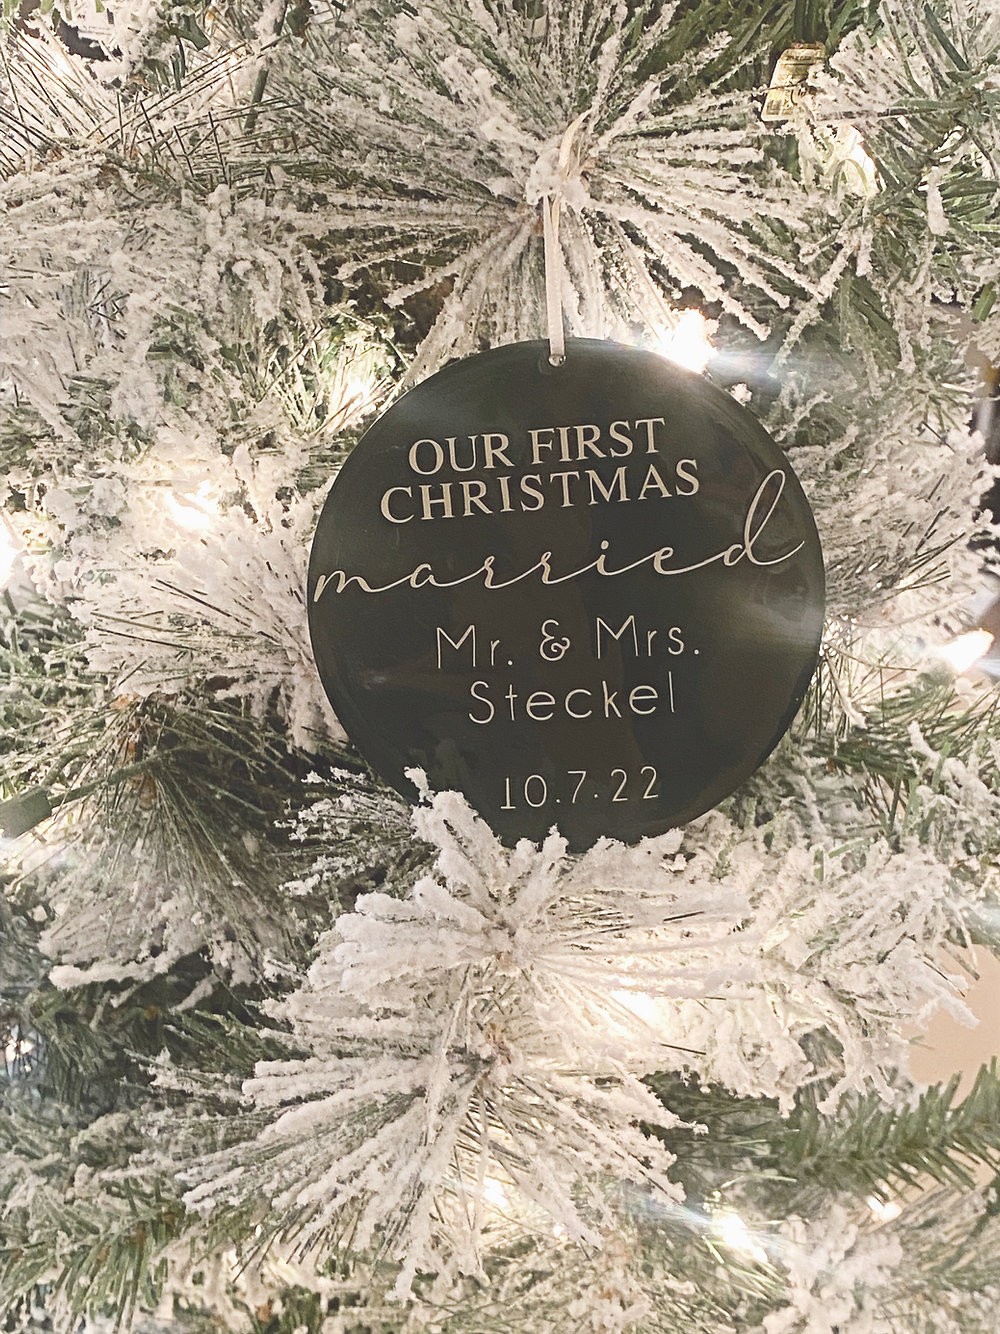 OUR FIRST
CHRISTMAS
married
Mr. & Mrs.
Steckel
10.7.22